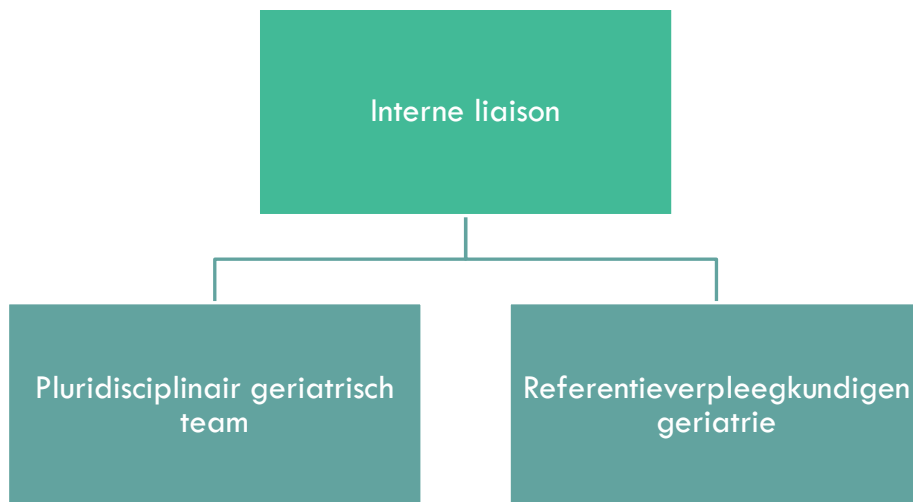 Interne liaison
Pluridisciplinair geriatrisch
team
Referentieverpleegkundigen
geriatrie